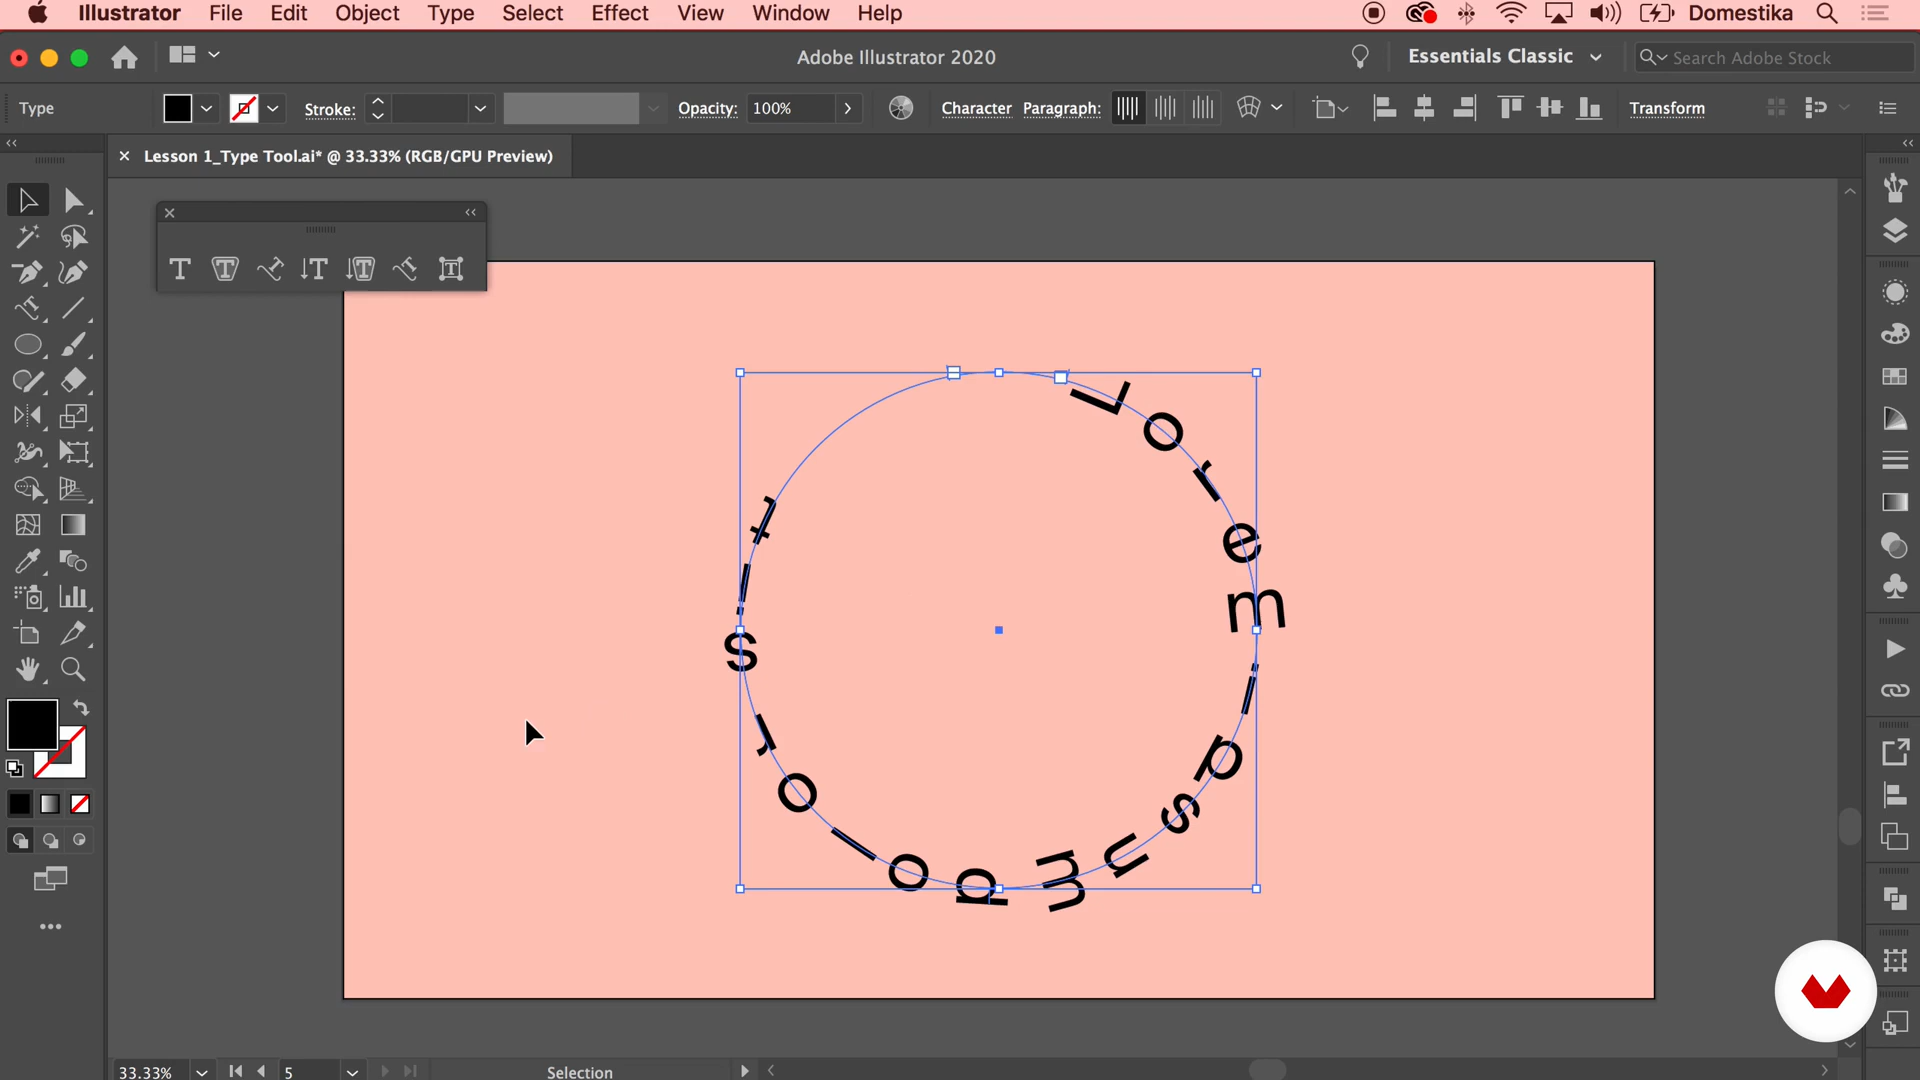 Illustrator File Edit Object Type Select Effect View Window Help Domestika
Adobe Illustrator 2020 Essentials Classic Search Adobe Stock
Type Stroke: Opacity: 100% Character Paragraph: Transform
× Lesson 1_Type Tool.ai* @ 33.33% (RGB/GPU Preview)
Lorem ipsum dolor sit
33.33% 5 Selection